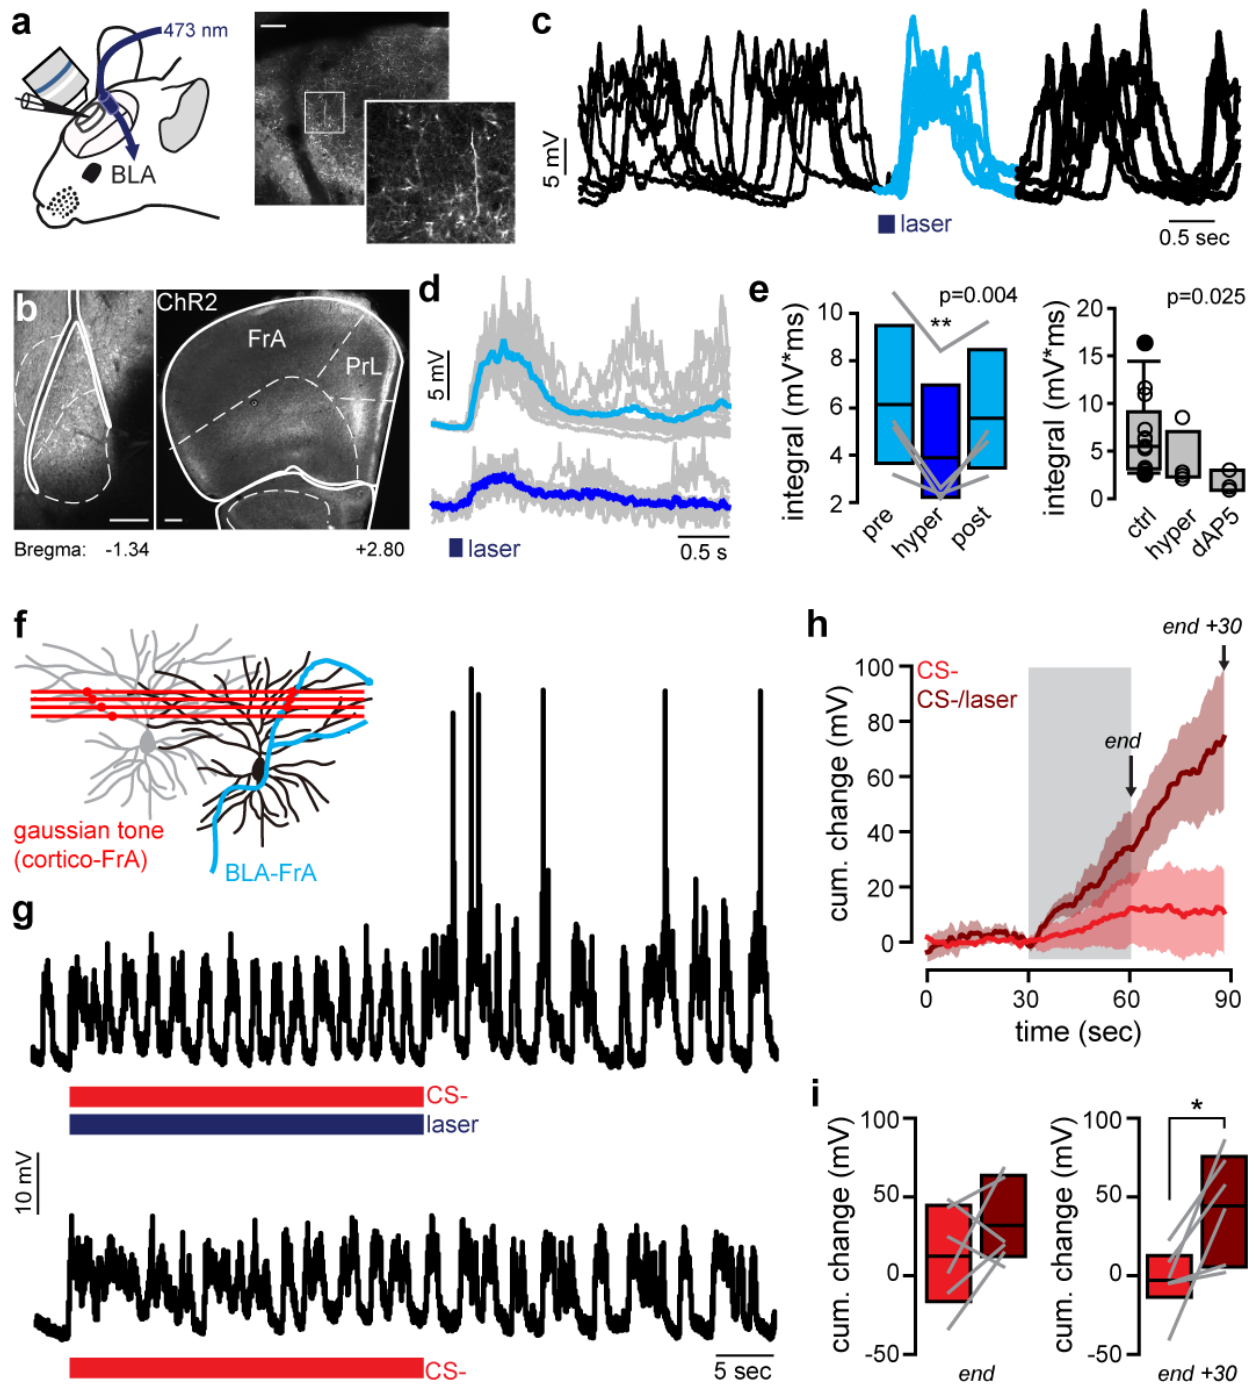 a
473 nm
BLA
c
5 mV
laser
0.5 sec
b
ChR2
FrA
PrL
Bregma: -1.34 +2.80
d
5 mV
laser
0.5 s
e
p=0.004
**
integral (mV*ms)
10
8
6
4
2
pre
hyper
post
p=0.025
integral (mV*ms)
20
15
10
5
0
ctrl
hyper
dAP5
f
gaussian tone
(cortico-FrA)
BLA-FrA
g
CS-
laser
10 mV
CS-
5 sec
h
end +30
CS-
CS-/laser
end
cum. change (mV)
100
80
60
40
20
0
0 30 60 90
time (sec)
i
cum. change (mV)
100
50
0
-50
end
*
cum. change (mV)
100
50
0
-50
end +30